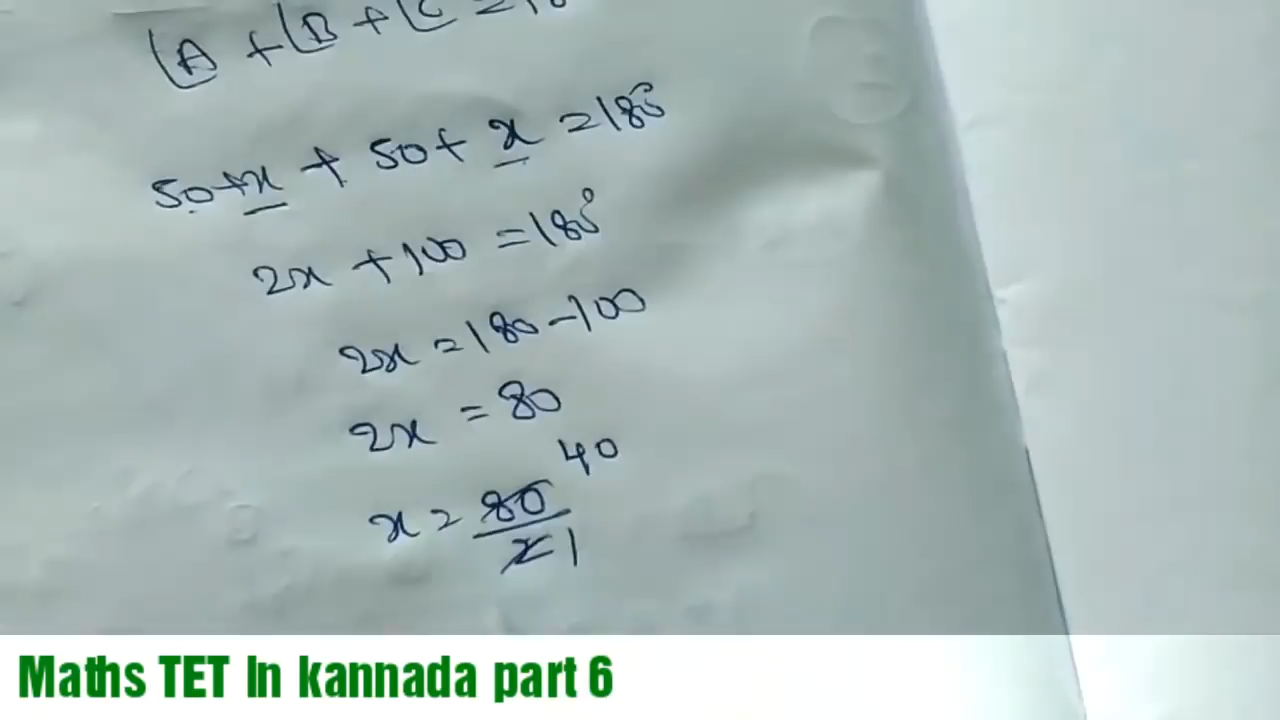 ∠A + ∠B + ∠C = 18
50+x + 50+ x = 180°
2x + 100 = 180°
2x = 180-100
2x = 80
40
x = 80/2 1
Maths TET In kannada part 6